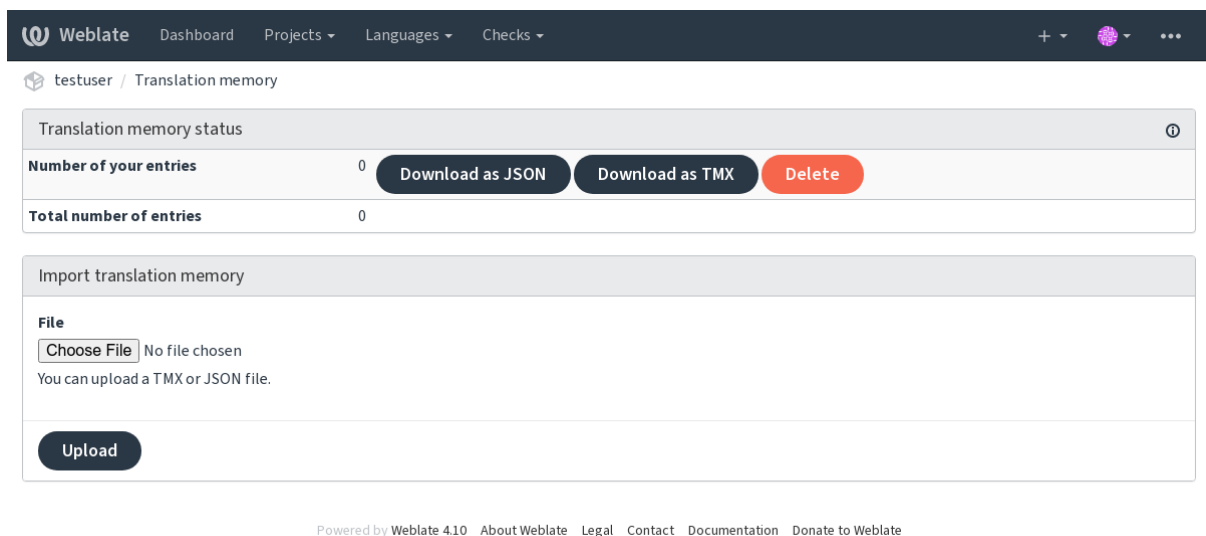 Weblate Dashboard Projects Languages Checks
testuser / Translation memory
Translation memory status
Number of your entries 0 Download as JSON Download as TMX Delete
Total number of entries 0
Import translation memory
File
Choose File No file chosen
You can upload a TMX or JSON file.
Upload
Powered by Weblate 4.10 About Weblate Legal Contact Documentation Donate to Weblate